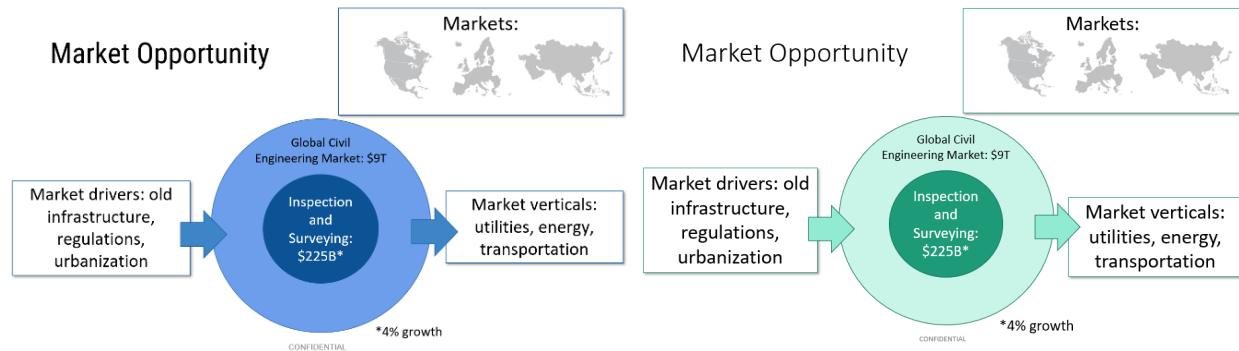 Market Opportunity
Markets:
Global Civil
Engineering Market: $9T
Market drivers: old
infrastructure,
regulations,
urbanization
Inspection
and
Surveying:
$225B*
Market verticals:
utilities, energy,
transportation
*4% growth
CONFIDENTIAL
Market Opportunity
Markets:
Global Civil
Engineering Market: $9T
Market drivers: old
infrastructure,
regulations,
urbanization
Inspection
and
Surveying:
$225B*
Market verticals:
utilities, energy,
transportation
*4% growth
CONFIDENTIAL